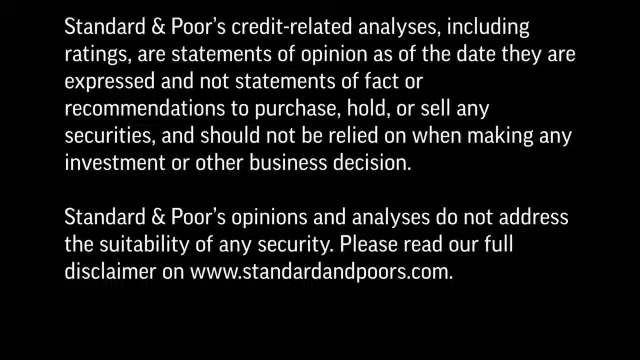 Standard & Poor's credit-related analyses, including
ratings, are statements of opinion as of the date they are
expressed and not statements of fact or
recommendations to purchase, hold, or sell any
securities, and should not be relied on when making any
investment or other business decision.
Standard & Poor's opinions and analyses do not address
the suitability of any security. Please read our full
disclaimer on www.standardandpoors.com.